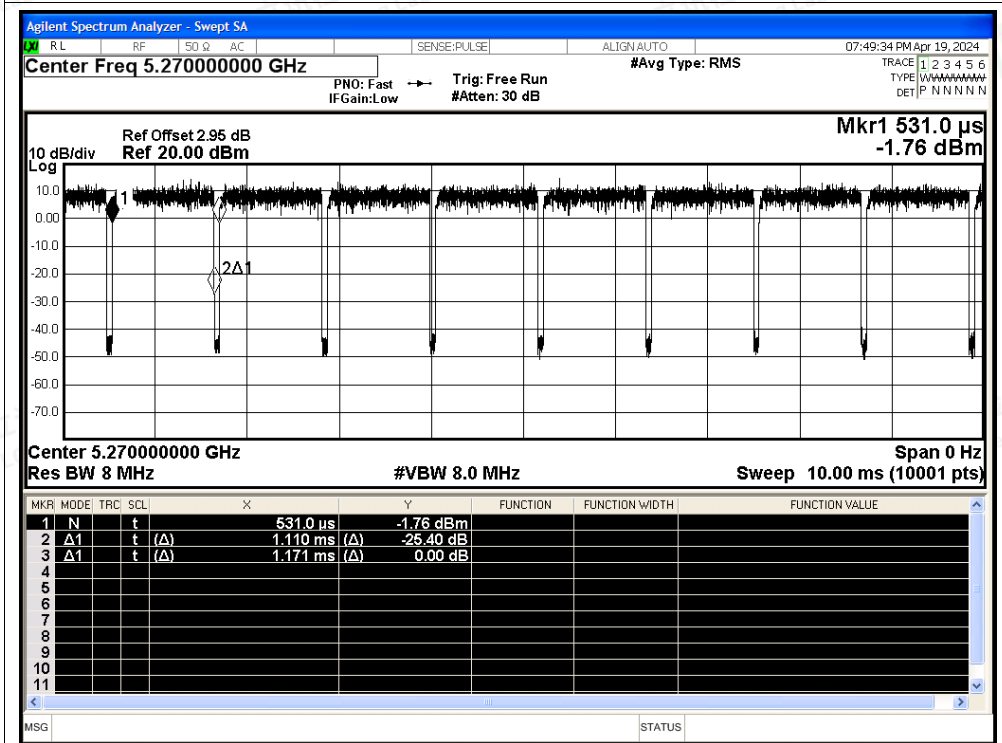 Agilent Spectrum Analyzer - Swept SA
LXI RL RF 50 Ω AC SENSE:PULSE ALIGN AUTO 07:49:34 PM Apr 19, 2024
Center Freq 5.270000000 GHz #Avg Type: RMS TRACE 1 2 3 4 5 6
PNO: Fast Trig: Free Run TYPE WWWWWW
IFGain:Low #Atten: 30 dB DET P N N N N N
Mkr1 531.0 µs
Ref Offset 2.95 dB
10 dB/div Ref 20.00 dBm -1.76 dBm
Log
10.0
1
0.00
-10.0
-20.0
2Δ1
-30.0
-40.0
-50.0
-60.0
-70.0
Center 5.270000000 GHz Span 0 Hz
Res BW 8 MHz #VBW 8.0 MHz Sweep 10.00 ms (10001 pts)
MKR MODE TRC SCL X Y FUNCTION FUNCTION WIDTH FUNCTION VALUE
1 N t 531.0 µs -1.76 dBm
2 Δ1 t (Δ) 1.110 ms (Δ) -25.40 dB
3 Δ1 t (Δ) 1.171 ms (Δ) 0.00 dB
4
5
6
7
8
9
10
11
MSG STATUS